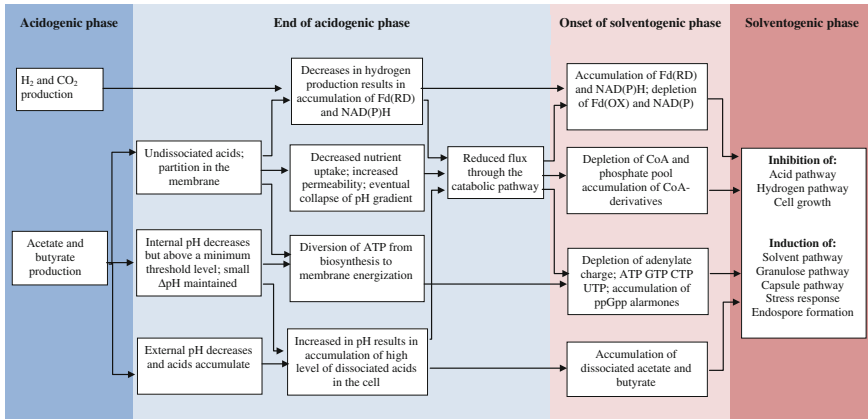 Acidogenic phase
End of acidogenic phase
Onset of solventogenic phase
Solventogenic phase
H₂ and CO₂
production
Decreases in hydrogen
production results in
accumulation of Fd(RD)
and NAD(P)H
Accumulation of Fd(RD)
and NAD(P)H; depletion
of Fd(OX) and NAD(P)
Undissociated acids;
partition in the
membrane
Decreased nutrient
uptake; increased
permeability; eventual
collapse of pH gradient
Reduced flux
through the
catabolic pathway
Depletion of CoA and
phosphate pool
accumulation of CoA-
derivatives
Inhibition of:
Acid pathway
Hydrogen pathway
Cell growth
Acetate and
butyrate
production
Internal pH decreases
but above a minimum
threshold level; small
ΔpH maintained
Diversion of ATP from
biosynthesis to
membrane energization
Depletion of adenylate
charge; ATP GTP CTP
UTP; accumulation of
ppGpp alarmones
Induction of:
Solvent pathway
Granulose pathway
Capsule pathway
Stress response
Endospore formation
External pH decreases
and acids accumulate
Increased in pH results in
accumulation of high
level of dissociated acids
in the cell
Accumulation of
dissociated acetate and
butyrate